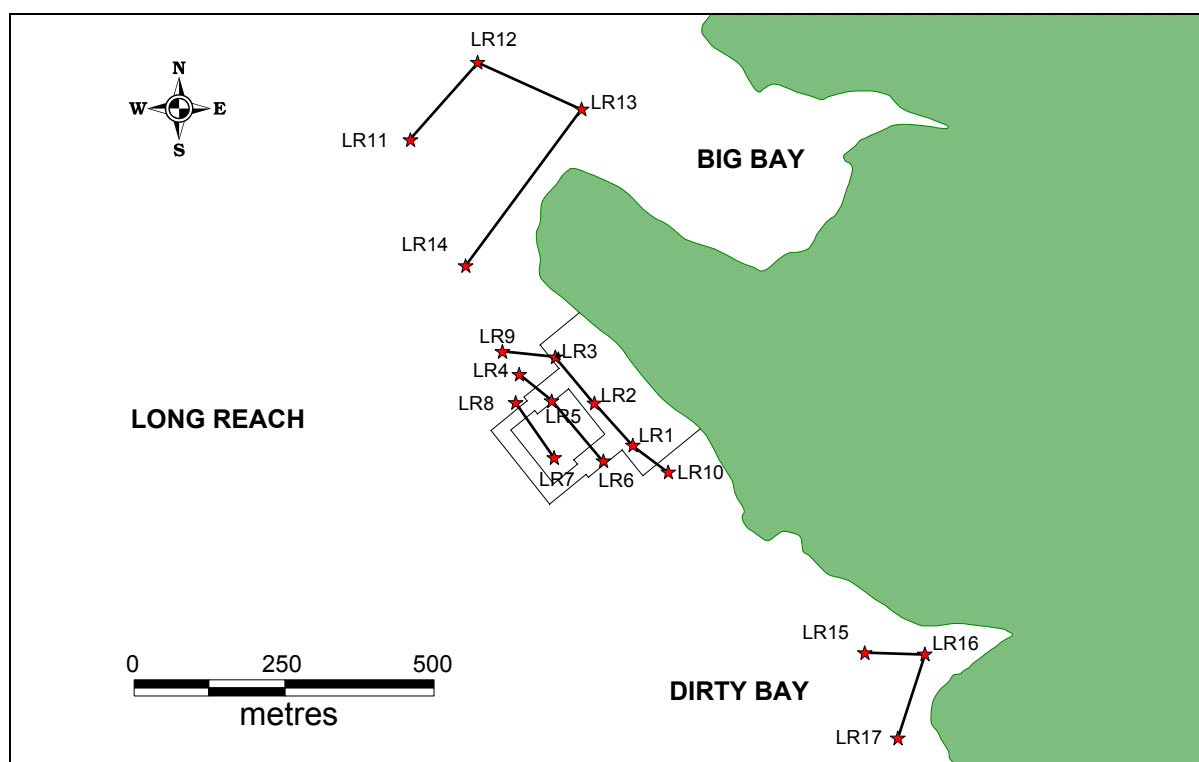 LR12
N
LR13
W
E
LR11
S
BIG BAY
LR14
LR9
LR3
LR4
LR8
LR2
LONG REACH
LR5
LR1
LR10
LR7
LR6
LR15
LR16
0 250 500
DIRTY BAY
metres
LR17